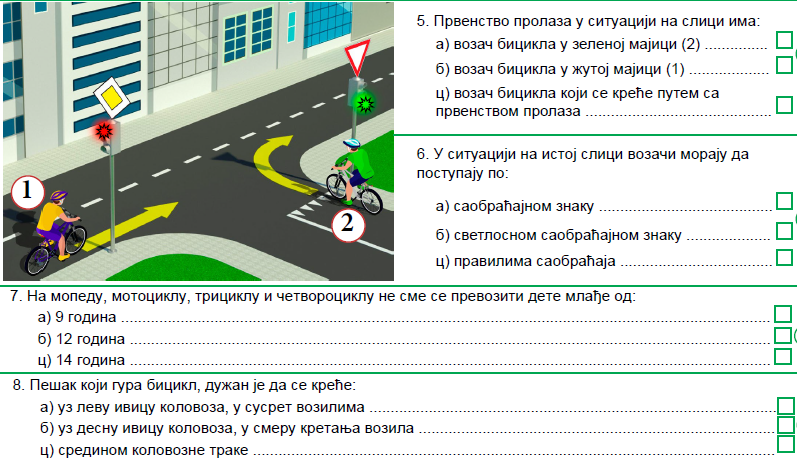 5. Првенство пролаза у ситуацији на слици има:
а) возач бицикла у зеленој мајици (2) ...............
б) возач бицикла у жутој мајици (1) ....................
ц) возач бицикла који се креће путем са
првенством пролаза ..........................................
6. У ситуацији на истој слици возачи морају да
поступају по:
а) саобраћајном знаку .......................................
б) светлосном саобраћајном знаку ...................
ц) правилима саобраћаја ..................................
1
2
7. На мопеду, мотоциклу, трициклу и четвороциклу не сме се превозити дете млађе од:
а) 9 година ..........................................................
б) 12 година ........................................................
ц) 14 година ........................................................
8. Пешак који гура бицикл, дужан је да се креће:
а) уз леву ивицу коловоза, у сусрет возилима ..........................................
б) уз десну ивицу коловоза, у смеру кретања возила ................................
ц) средином коловозне траке ....................................................................